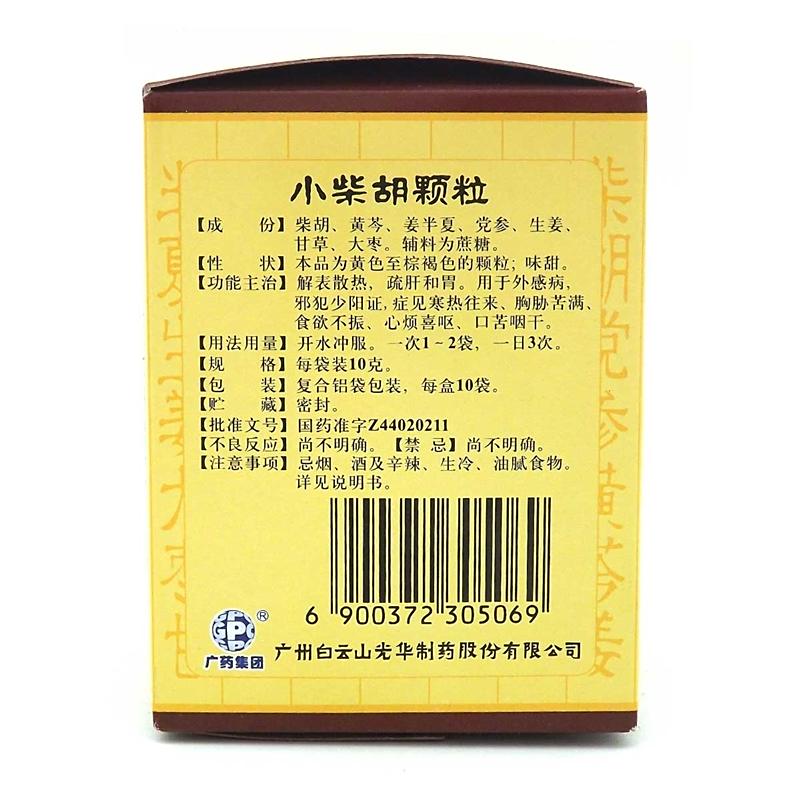 小柴胡颗粒
【成 份】柴胡、黄芩、姜半夏、党参、生姜、
甘草、大枣。辅料为蔗糖。
【性 状】本品为黄色至棕褐色的颗粒；味甜。
【功能主治】解表散热，疏肝和胃。用于外感病，
邪犯少阳证，症见寒热往来、胸胁苦满、
食欲不振、心烦喜呕、口苦咽干。
【用法用量】开水冲服。一次1~2袋，一日3次。
【规 格】每袋装10克。
【包 装】复合铝袋包装，每盒10袋。
【贮 藏】密封。
【批准文号】国药准字Z44020211
【不良反应】尚不明确。【禁 忌】尚不明确。
【注意事项】忌烟、酒及辛辣、生冷、油腻食物。
详见说明书。
6 900372 305069
GPC ®
广药集团
广州白云山光华制药股份有限公司
柴胡党参黄芩姜